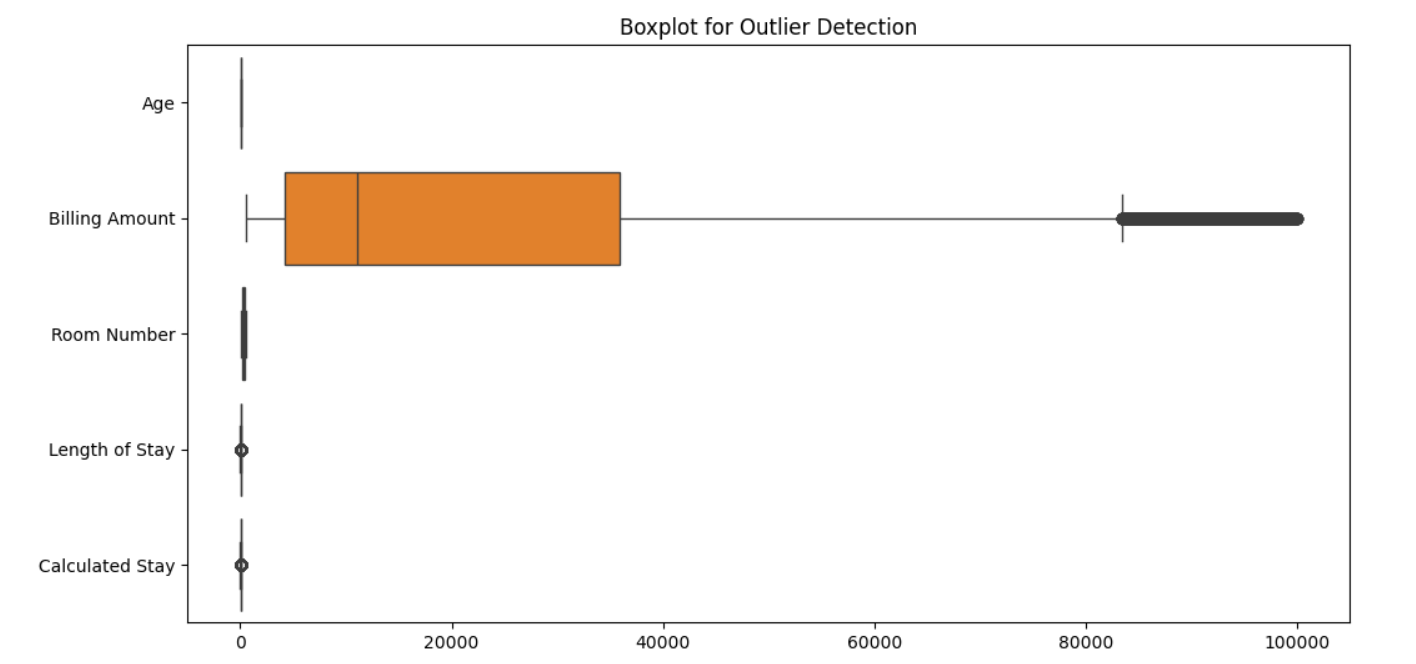 Boxplot for Outlier Detection
Age
Billing Amount
Room Number
Length of Stay
Calculated Stay
0 20000 40000 60000 80000 100000